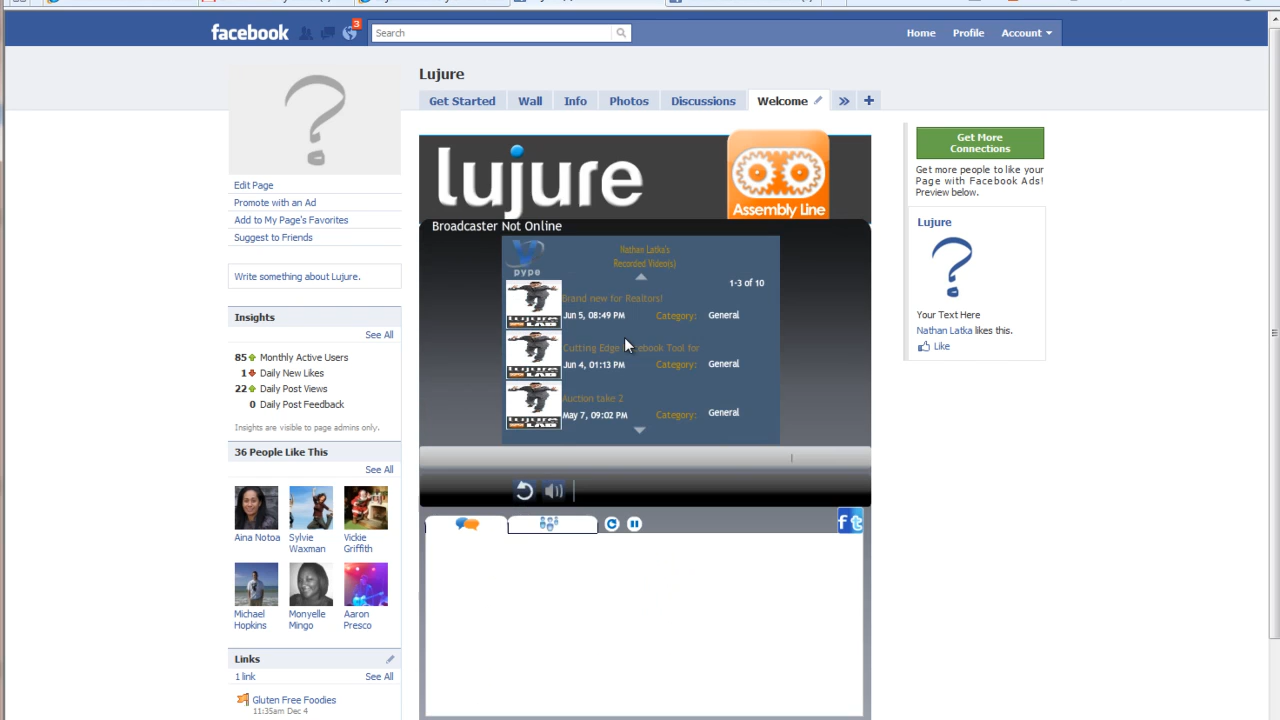 facebook
3
Search
Home
Profile
Account
Lujure
Get Started
Wall
Info
Photos
Discussions
Welcome
Edit Page
Promote with an Ad
Add to My Page's Favorites
Suggest to Friends
Write something about Lujure.
Insights
See All
85 Monthly Active Users
1 Daily New Likes
22 Daily Post Views
0 Daily Post Feedback
Insights are visible to page admins only.
36 People Like This
See All
Aina Notoa
Sylvie Waxman
Vickie Griffith
Michael Hopkins
Monyelle Mingo
Aaron Presco
Links
1 link
See All
Gluten Free Foodies
11:35am Dec 4
lujure
Assembly Line
Broadcaster Not Online
pype
Nathan Latka's
Recorded Video(s)
1-3 of 10
Brand new for Realtors!
Jun 5, 08:49 PM
Category:
General
Cutting Edge Facebook Tool for
Jun 4, 01:13 PM
Category:
General
Auction take 2
May 7, 09:02 PM
Category:
General
Get More
Connections
Get more people to like your
Page with Facebook Ads!
Preview below.
Lujure
Your Text Here
Nathan Latka likes this.
Like